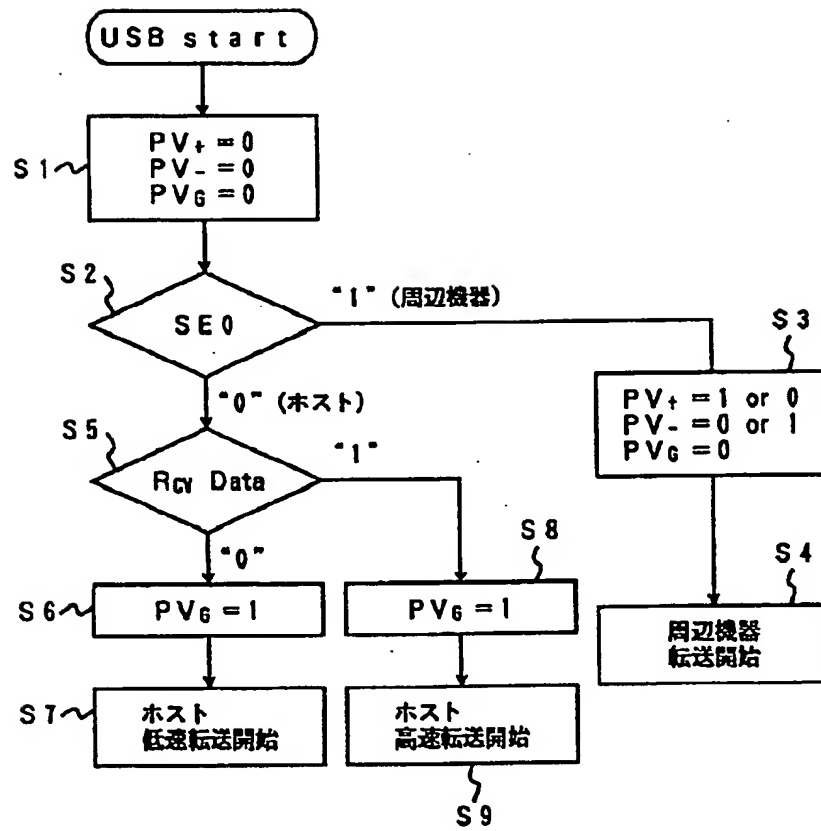 USB start
S1
PV+ = 0
PV- = 0
PVG = 0
S2
SE0
“1” (周辺機器)
“0” (ホスト)
S3
PV+ = 1 or 0
PV- = 0 or 1
PVG = 0
S4
周辺機器
転送開始
S5
RCV Data
“1”
“0”
S6
PVG = 1
S8
PVG = 1
S7
ホスト
低速転送開始
ホスト
高速転送開始
S9